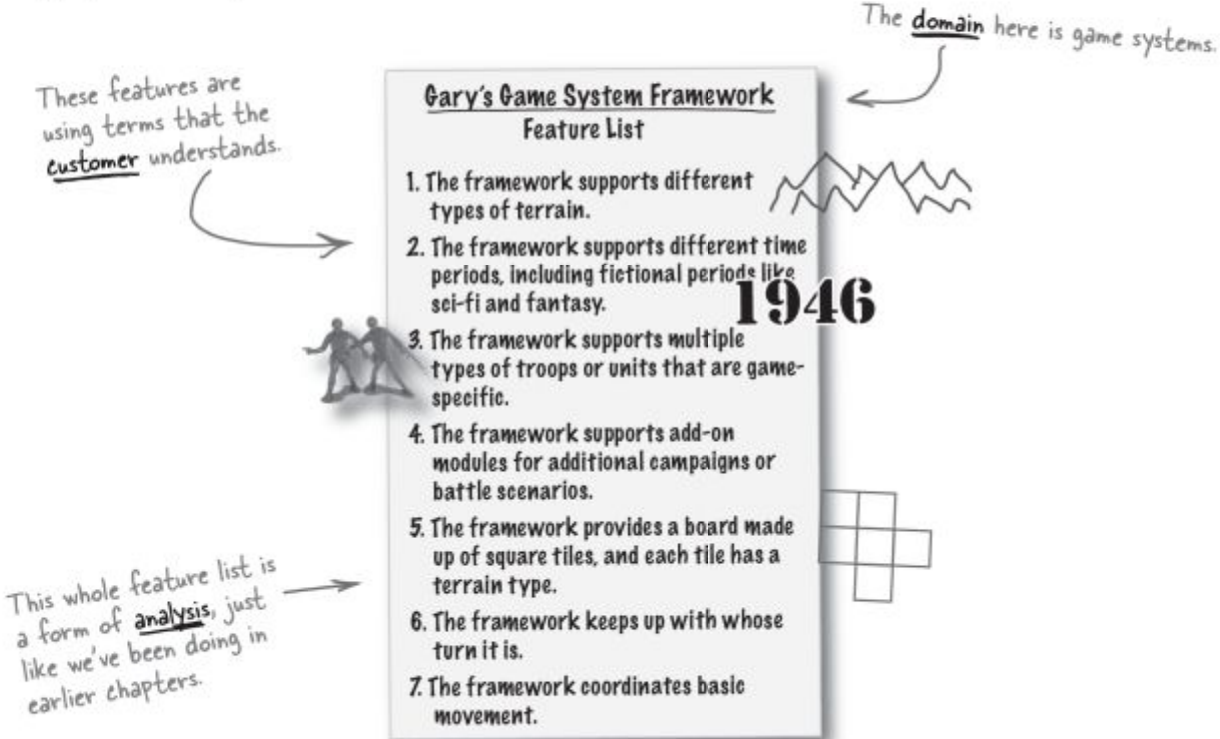 The domain here is game systems.
These features are
using terms that the
customer understands.
Gary's Game System Framework
Feature List
1. The framework supports different
types of terrain.
2. The framework supports different time
periods, including fictional periods like
sci-fi and fantasy.
1946
3. The framework supports multiple
types of troops or units that are game-
specific.
4. The framework supports add-on
modules for additional campaigns or
battle scenarios.
5. The framework provides a board made
up of square tiles, and each tile has a
terrain type.
6. The framework keeps up with whose
turn it is.
7. The framework coordinates basic
movement.
This whole feature list is
a form of analysis, just
like we've been doing in
earlier chapters.